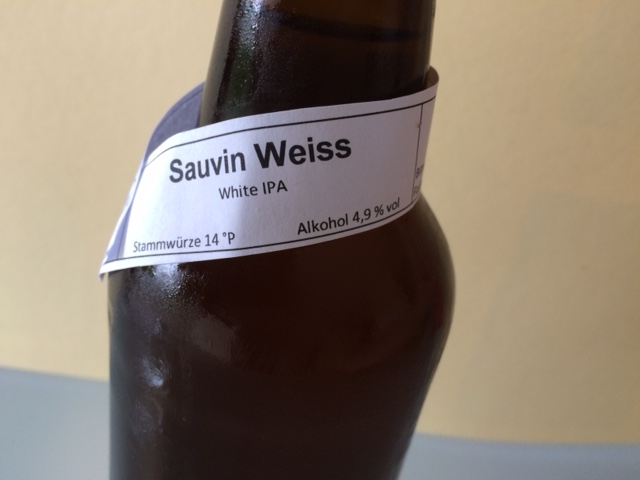 Sauvin Weiss
White IPA
Stammwürze 14 °P
Alkohol 4,9 % vol